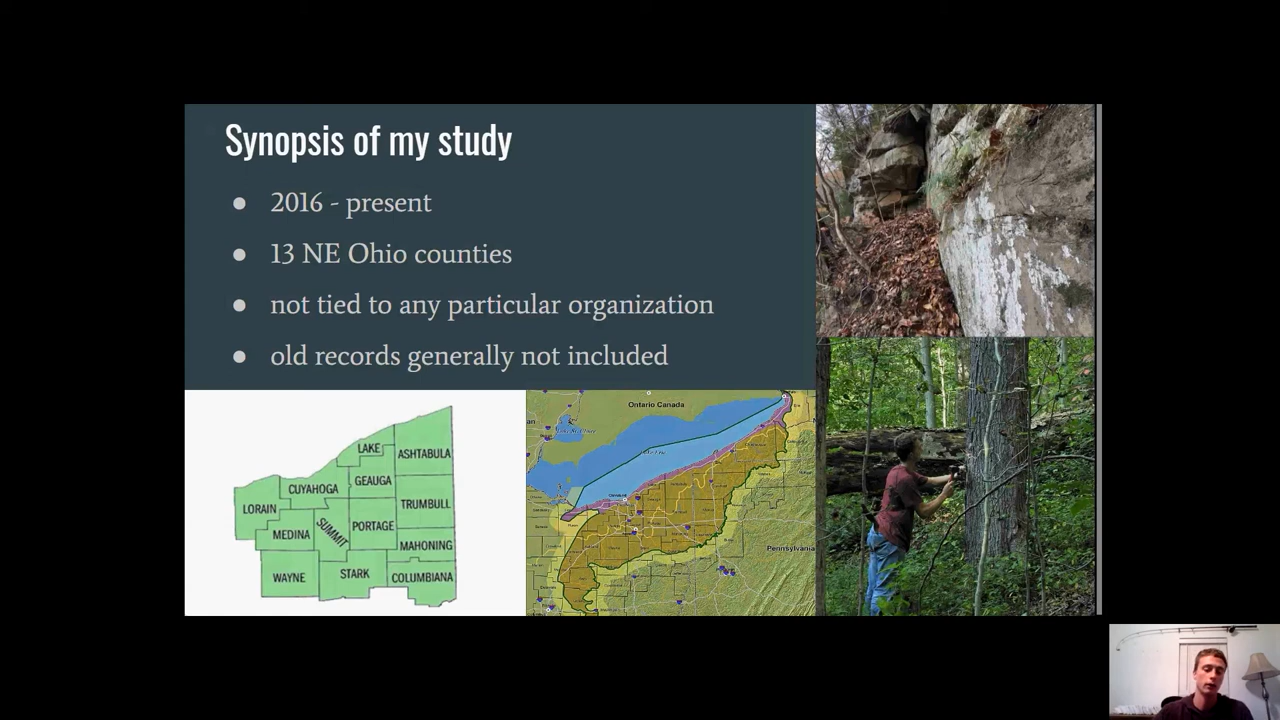 Synopsis of my study
● 2016 - present
● 13 NE Ohio counties
● not tied to any particular organization
● old records generally not included
LAKE
ASHTABULA
GEAUGA
CUYAHOGA
LORAIN
TRUMBULL
MEDINA
SUMMIT
PORTAGE
MAHONING
WAYNE
STARK
COLUMBIANA
Ontario Canada
Pennsylvania